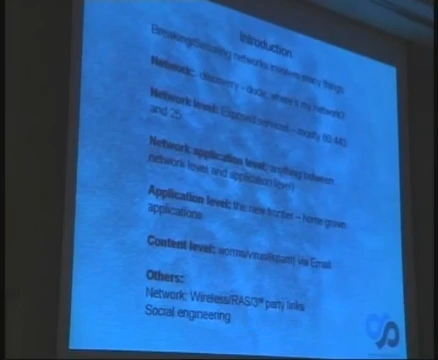 Introduction
Breaking/Securing networks involves many things
Network: discovery - dude, where's my network?
Network level: Exposed services - mostly 80,443
and 25
Network application level: anything between
network level and application level)
Application level: the new frontier - home grown
applications
Content level: worms/virus/(spam) via Email
Others:
Network: Wireless/RAS/3rd party links
Social engineering